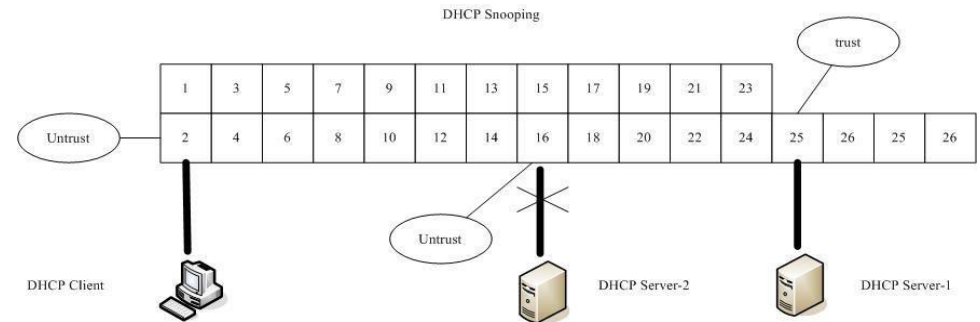 DHCP Snooping
trust
1 3 5 7 9 11 13 15 17 19 21 23
Untrust
2 4 6 8 10 12 14 16 18 20 22 24 25 26 25 26
Untrust
DHCP Client
DHCP Server-2
DHCP Server-1